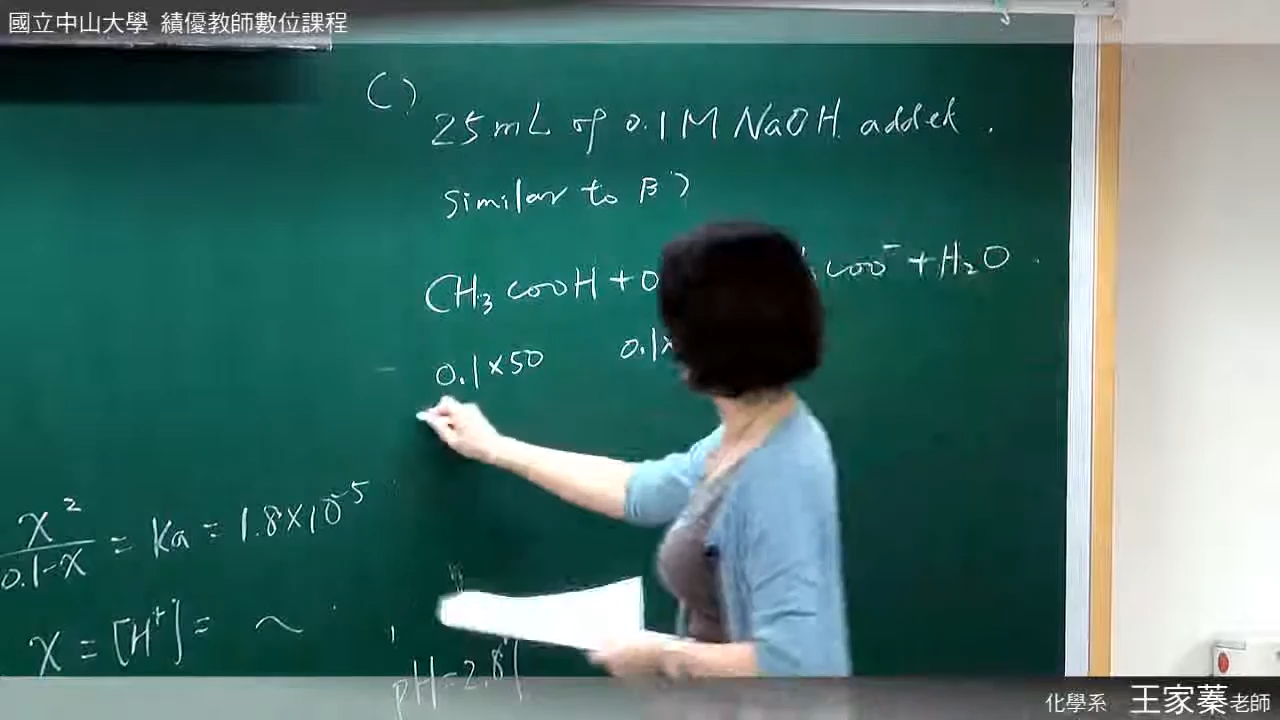 國立中山大學 績優教師數位課程
C)
25 mL of 0.1 M NaOH added.
Similar to B)
CH₃COOH + O COO⁻ + H₂O
0.1×50 0.1×
x²/0.1-x = Ka = 1.8×10⁻⁵
x = [H⁺] = ~
pH = 2.87
化學系 王家蓁老師